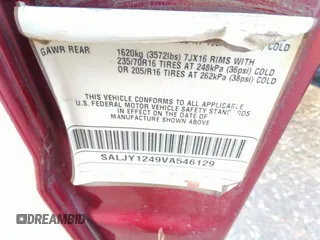 COLD
GAWR REAR 1620kg (3572lbs) 7JX16 RIMS WITH
235/70R16 TIRES AT 248kPa (36psi) COLD
OR 205/R16 TIRES AT 262kPa (38psi) COLD
THIS VEHICLE CONFORMS TO ALL APPLICABLE
U.S. FEDERAL MOTOR VEHICLE SAFETY STANDARDS
IN EFFECT ON THE DATE OF
MANUFACTURE SHOWN ABOVE
SALJY1249VA546129
DREAMBID